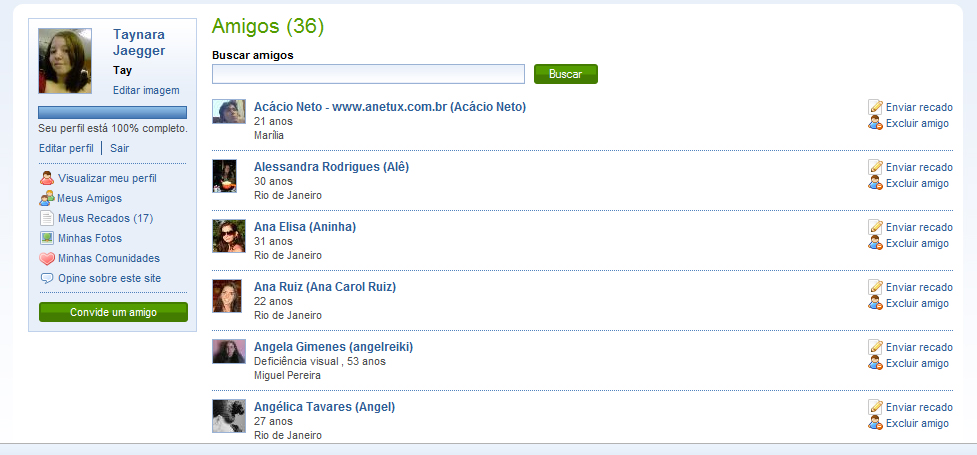 Taynara
Jaegger
Tay
Editar imagem
Seu perfil está 100% completo.
Editar perfil | Sair
Visualizar meu perfil
Meus Amigos
Meus Recados (17)
Minhas Fotos
Minhas Comunidades
Opine sobre este site
Convide um amigo
Amigos (36)
Buscar amigos
Buscar
Acácio Neto - www.anetux.com.br (Acácio Neto)
21 anos
Marília
Enviar recado
Excluir amigo
Alessandra Rodrigues (Alê)
30 anos
Rio de Janeiro
Enviar recado
Excluir amigo
Ana Elisa (Aninha)
31 anos
Rio de Janeiro
Enviar recado
Excluir amigo
Ana Ruiz (Ana Carol Ruiz)
22 anos
Rio de Janeiro
Enviar recado
Excluir amigo
Angela Gimenes (angelreiki)
Deficiência visual , 53 anos
Miguel Pereira
Enviar recado
Excluir amigo
Angélica Tavares (Angel)
27 anos
Rio de Janeiro
Enviar recado
Excluir amigo